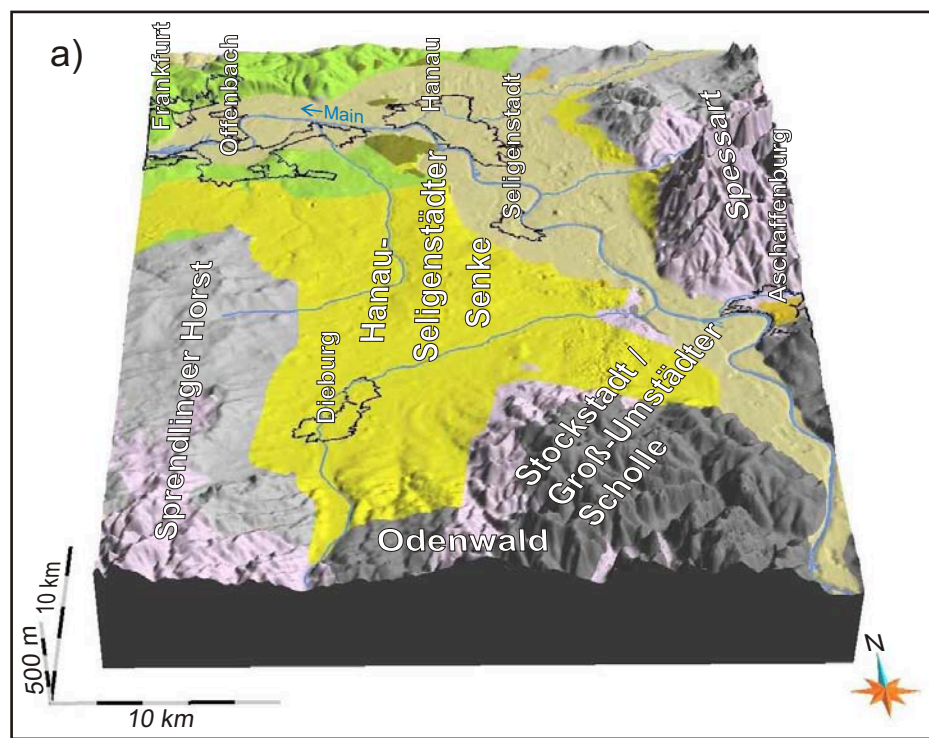 a)
Frankfurt
Offenbach
Hanau
Main
Seligenstadt
Spessart
Aschaffenburg
Hanau-
Seligenstädter
Senke
Sprendlinger Horst
Dieburg
Stockstadt /
Groß-Umstädter
Scholle
Odenwald
10 km
500 m
10 km
N